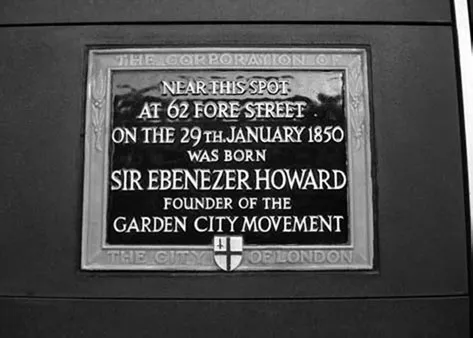 THE CORPORATION OF
NEAR THIS SPOT
AT 62 FORE STREET
ON THE 29TH. JANUARY 1850
WAS BORN
SIR EBENEZER HOWARD
FOUNDER OF THE
GARDEN CITY MOVEMENT
THE CITY OF LONDON